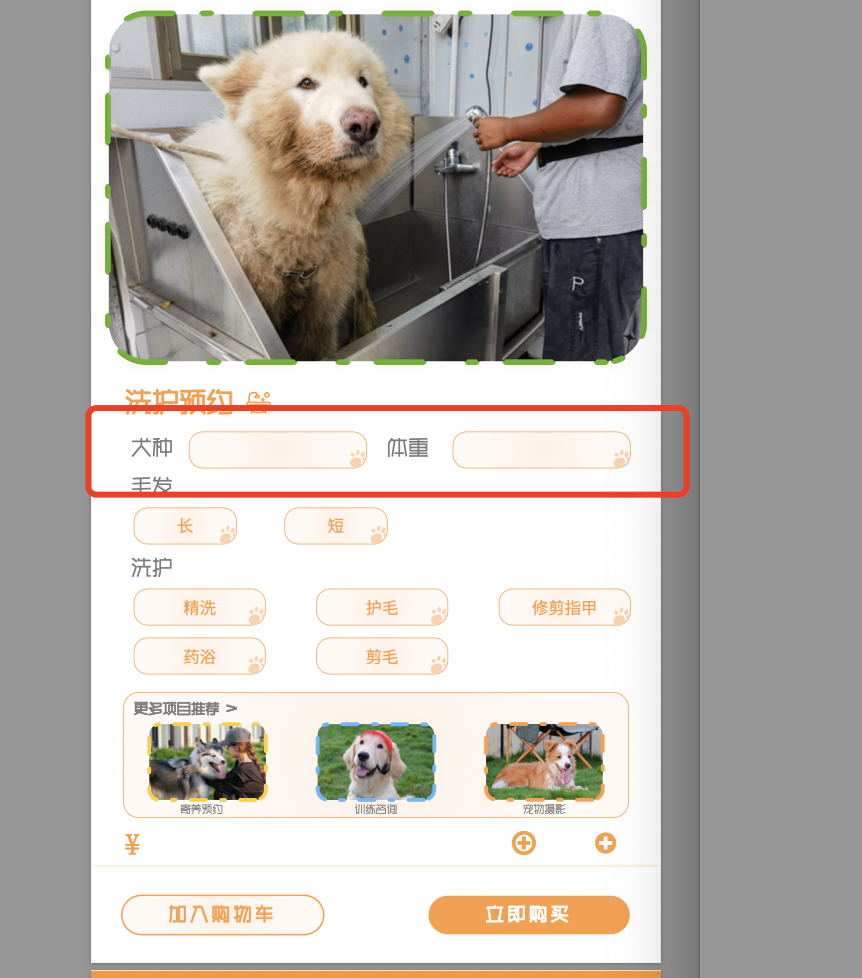 P
洗护预约
犬种 体重
毛发
长 短
洗护
精洗 护毛 修剪指甲
药浴 剪毛
更多项目推荐 >
寄养预约 训练咨询 宠物摄影
¥
加入购物车 立即购买